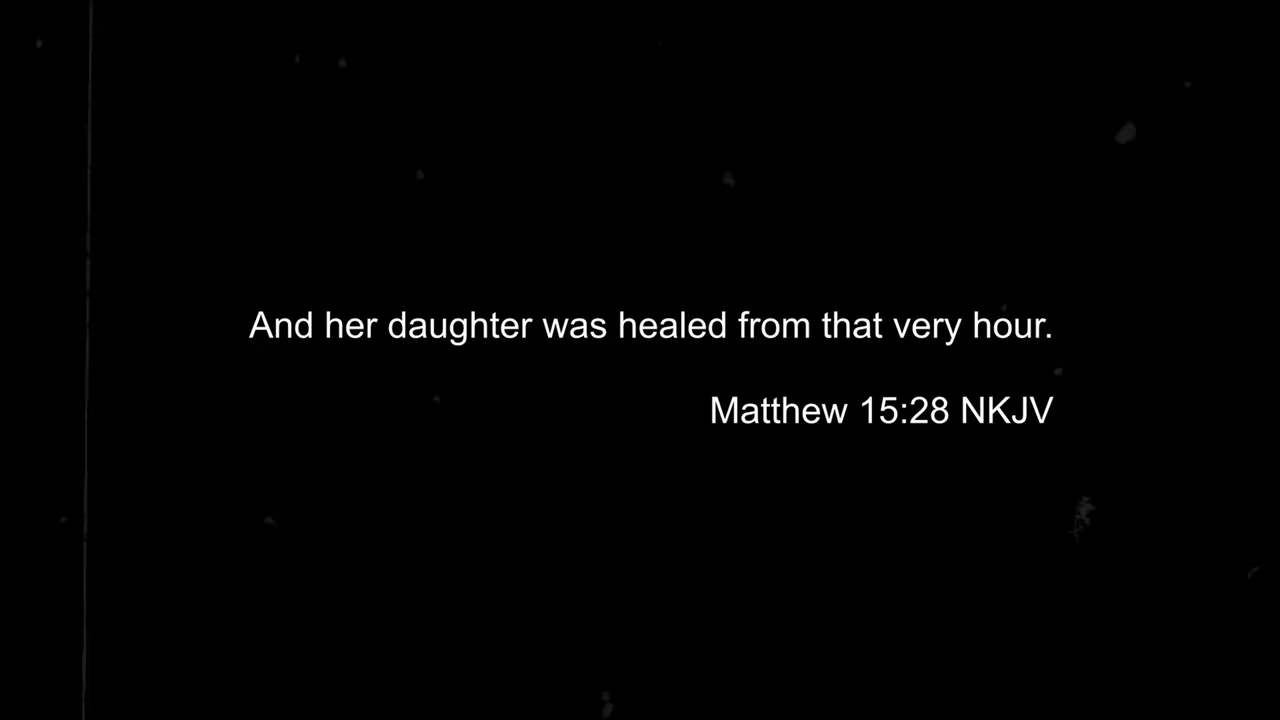 And her daughter was healed from that very hour.
Matthew 15:28 NKJV